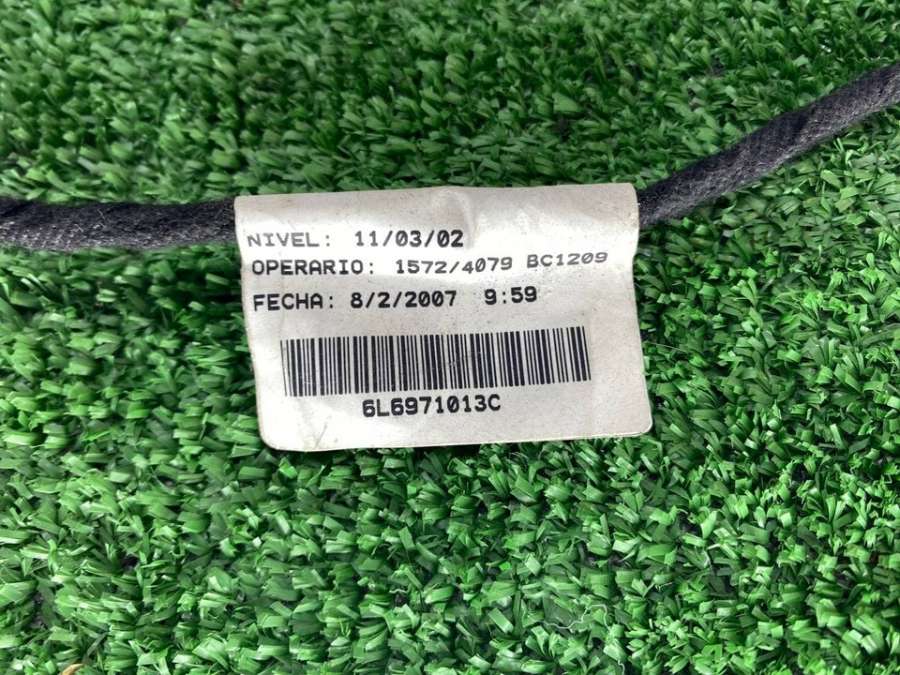 NIVEL: 11/03/02
OPERARIO: 1572/4079 BC1209
FECHA: 8/2/2007 9:59
6L6971013C